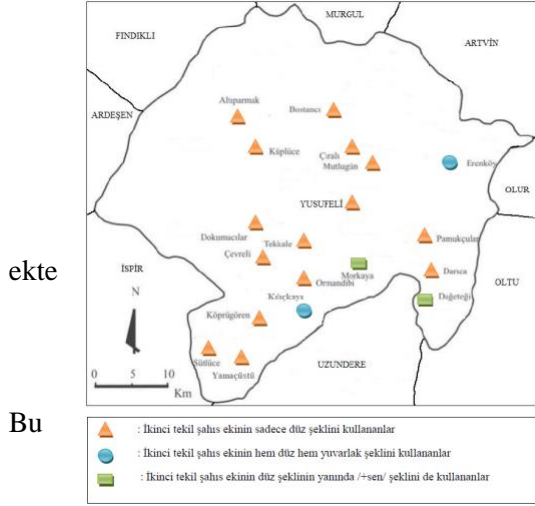 FINDIKLI
MURGUL
ARTVİN
ARDEŞEN
Altıparmak
Bostancı
Küplüce
Çıralı
Mutlugün
Erenköy
OLUR
YUSUFELİ
Dokumacılar
Tekkale
Pamukçular
ekte
İSPİR
Çevreli
Morkaya
Darıca
OLTU
Ormandibi
Dağeteği
N
Kılıçkaya
Köprügören
Sütlüce
Yamaçüstü
UZUNDERE
0 5 10
Km
Bu
: İkinci tekil şahıs ekinin sadece düz şeklini kullananlar
: İkinci tekil şahıs ekinin hem düz hem yuvarlak şeklini kullananlar
: İkinci tekil şahıs ekinin düz şeklinin yanında /+sen/ şeklini de kullananlar